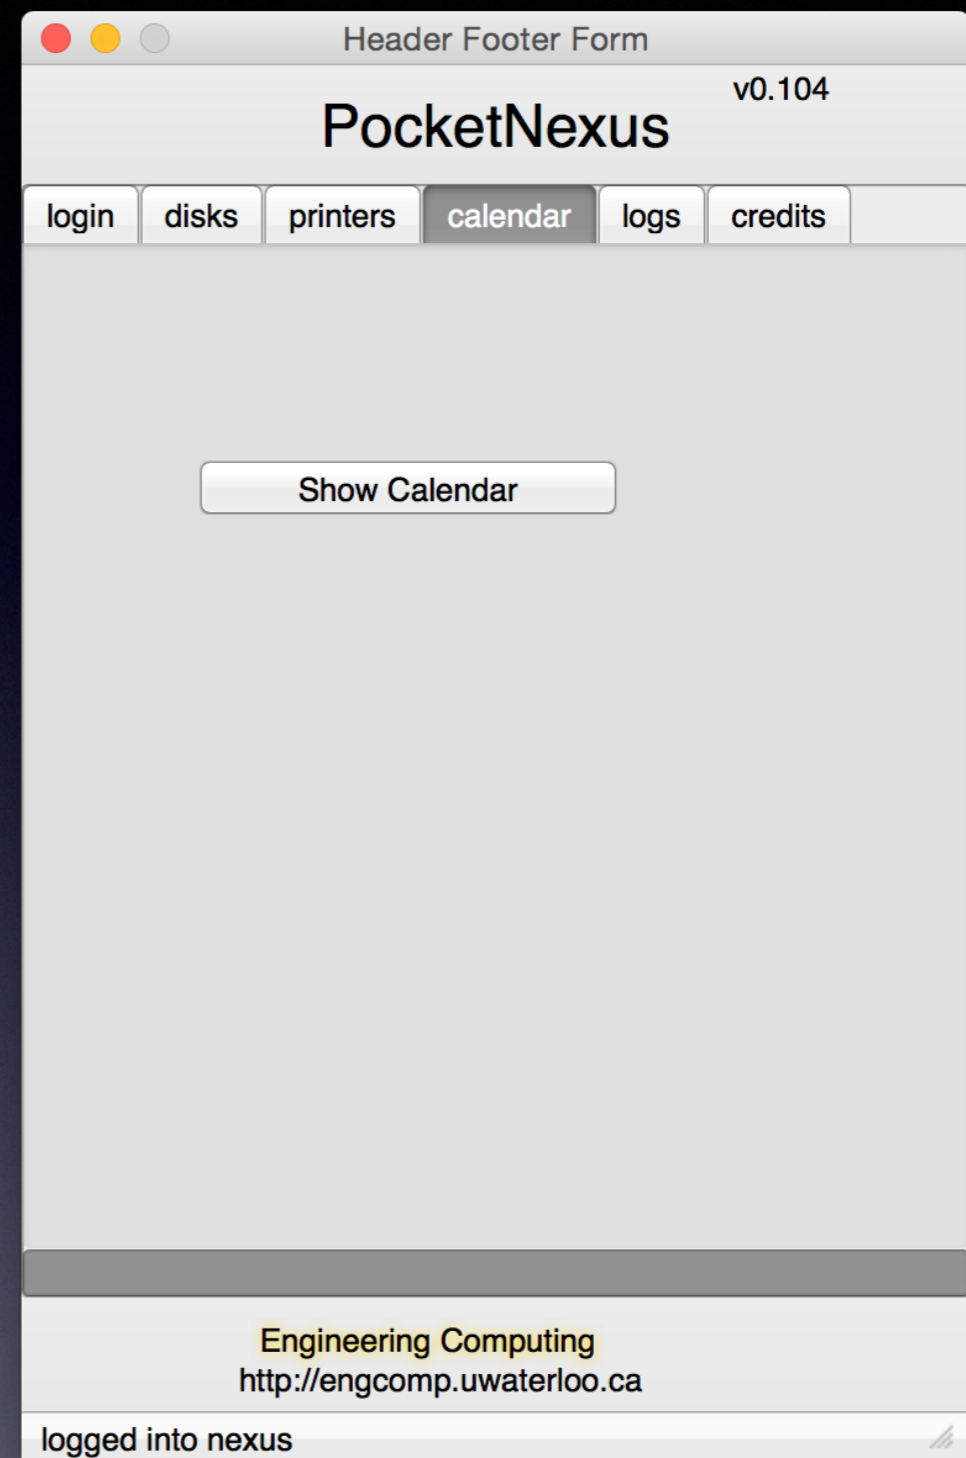 Header Footer Form
v0.104
PocketNexus
login disks printers calendar logs credits
Show Calendar
Engineering Computing
http://engcomp.uwaterloo.ca
logged into nexus